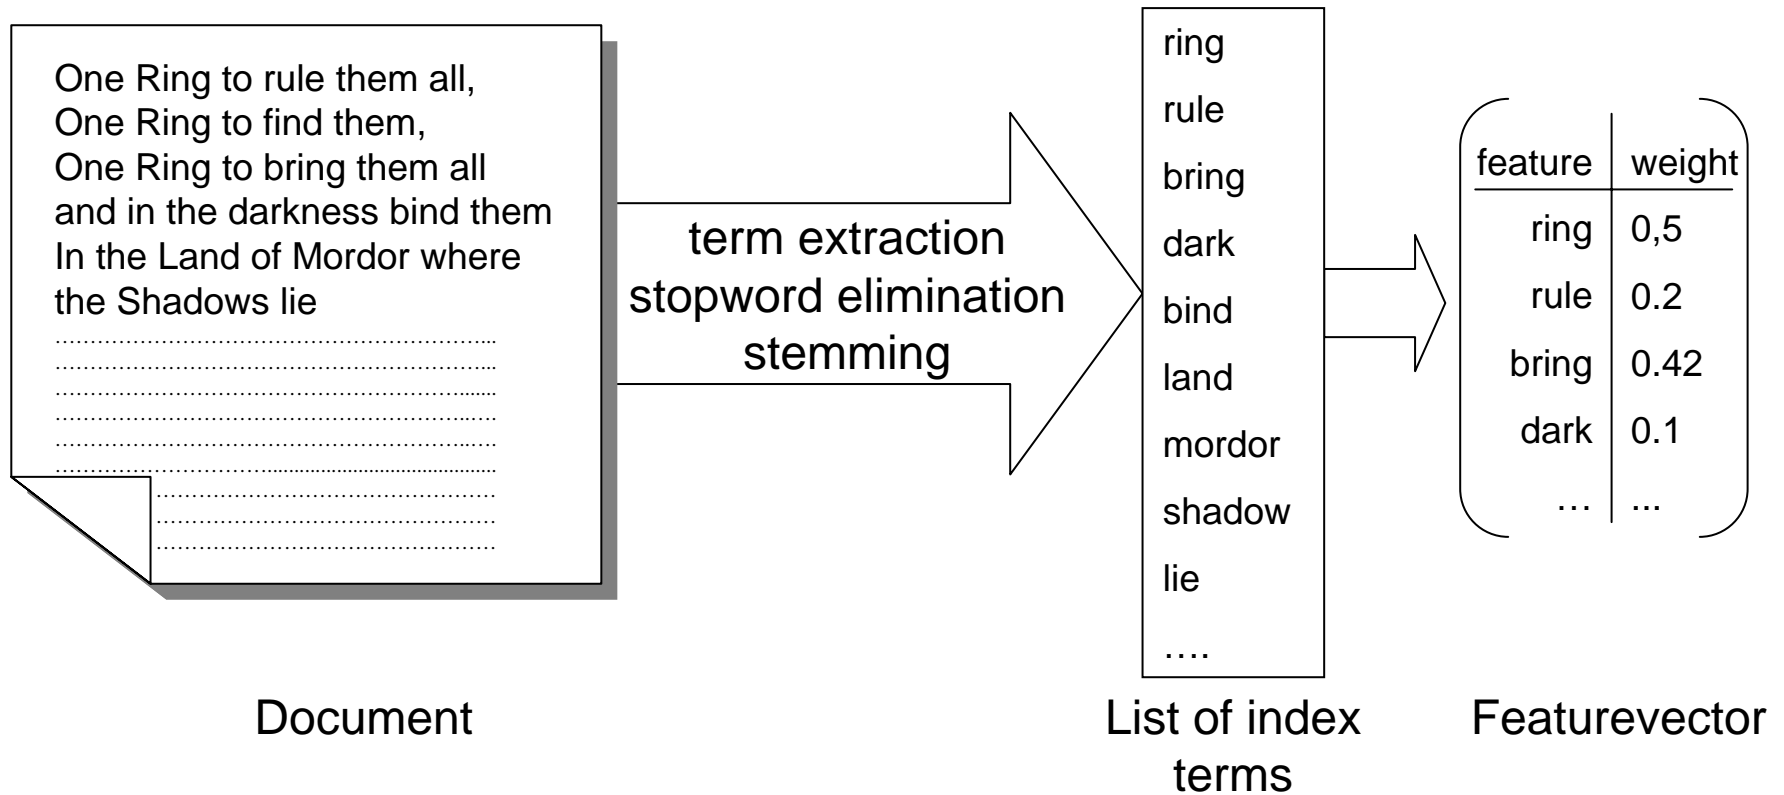 One Ring to rule them all,
One Ring to find them,
One Ring to bring them all
and in the darkness bind them
In the Land of Mordor where
the Shadows lie
term extraction
stopword elimination
stemming
ring
rule
bring
dark
bind
land
mordor
shadow
lie
….
feature weight
ring 0,5
rule 0.2
bring 0.42
dark 0.1
… ...
Document
List of index
terms
Featurevector